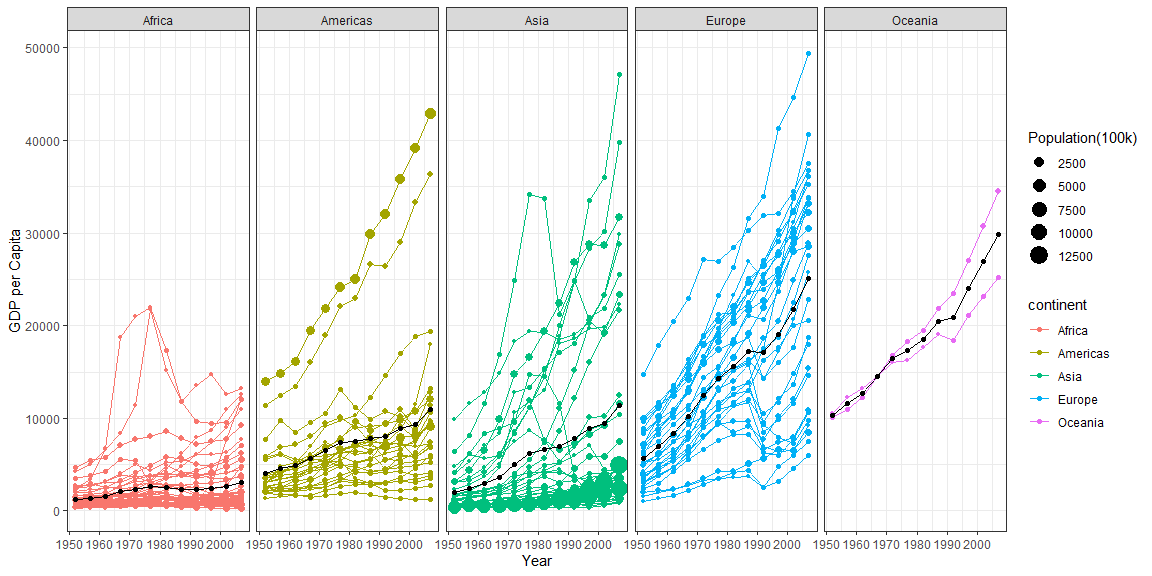 Africa Americas Asia Europe Oceania
50000
40000
30000
20000
10000
0
GDP per Capita
1950 1960 1970 1980 1990 2000 1950 1960 1970 1980 1990 2000 1950 1960 1970 1980 1990 2000 1950 1960 1970 1980 1990 2000 1950 1960 1970 1980 1990 2000
Year
Population(100k)
2500
5000
7500
10000
12500
continent
Africa
Americas
Asia
Europe
Oceania